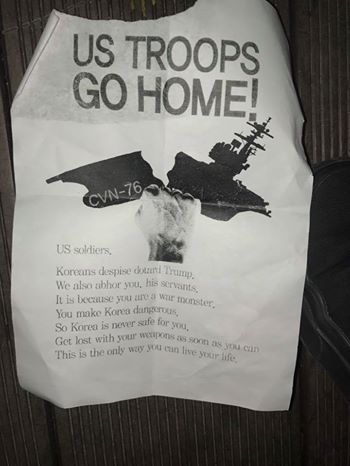 US TROOPS
GO HOME!
CVN-76
US soldiers,
Koreans despise dotard Trump.
We also abhor you, his servants.
It is because you are a war monster.
You make Korea dangerous.
So Korea is never safe for you.
Get lost with your weapons as soon as you can
This is the only way you can live your life.